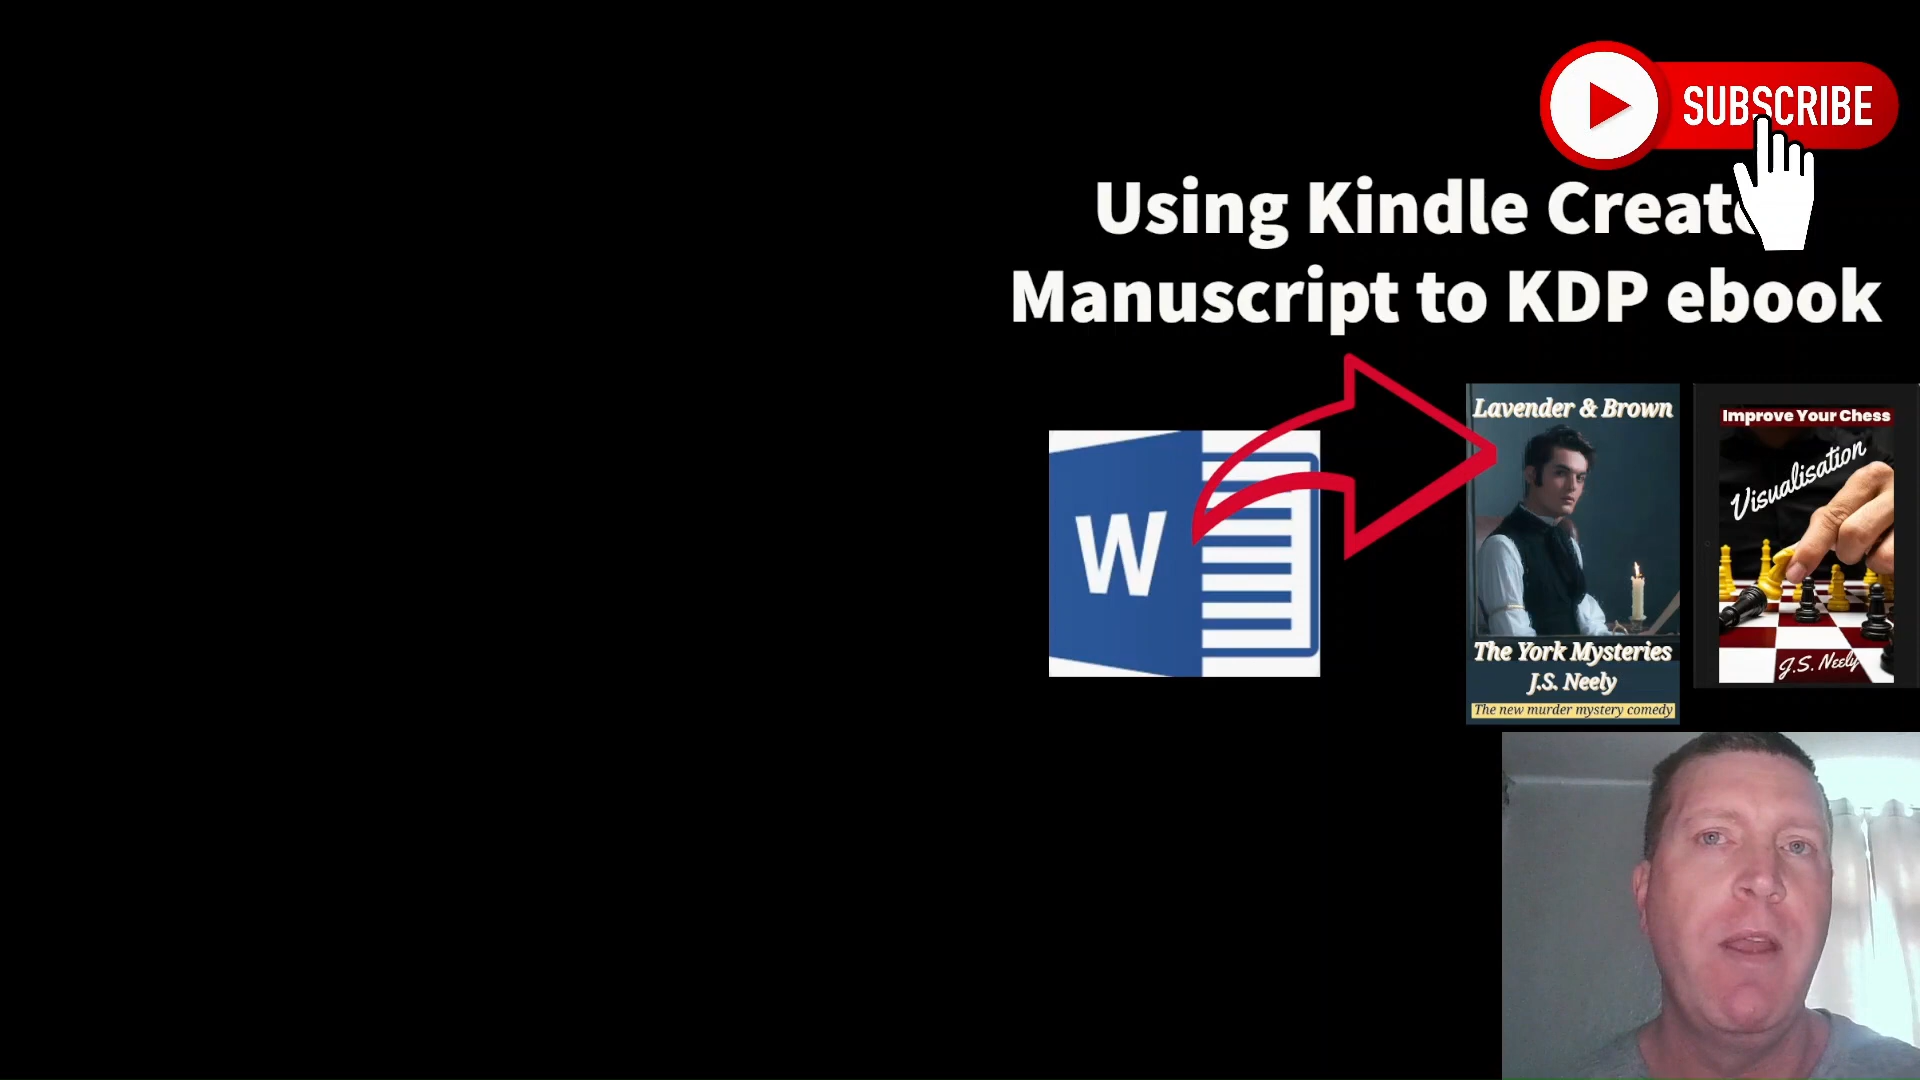 SUBSCRIBE
Using Kindle Create
Manuscript to KDP ebook
W
Lavender & Brown
The York Mysteries
J.S. Neely
The new murder mystery comedy
Improve Your Chess
Visualisation
J.S. Neely